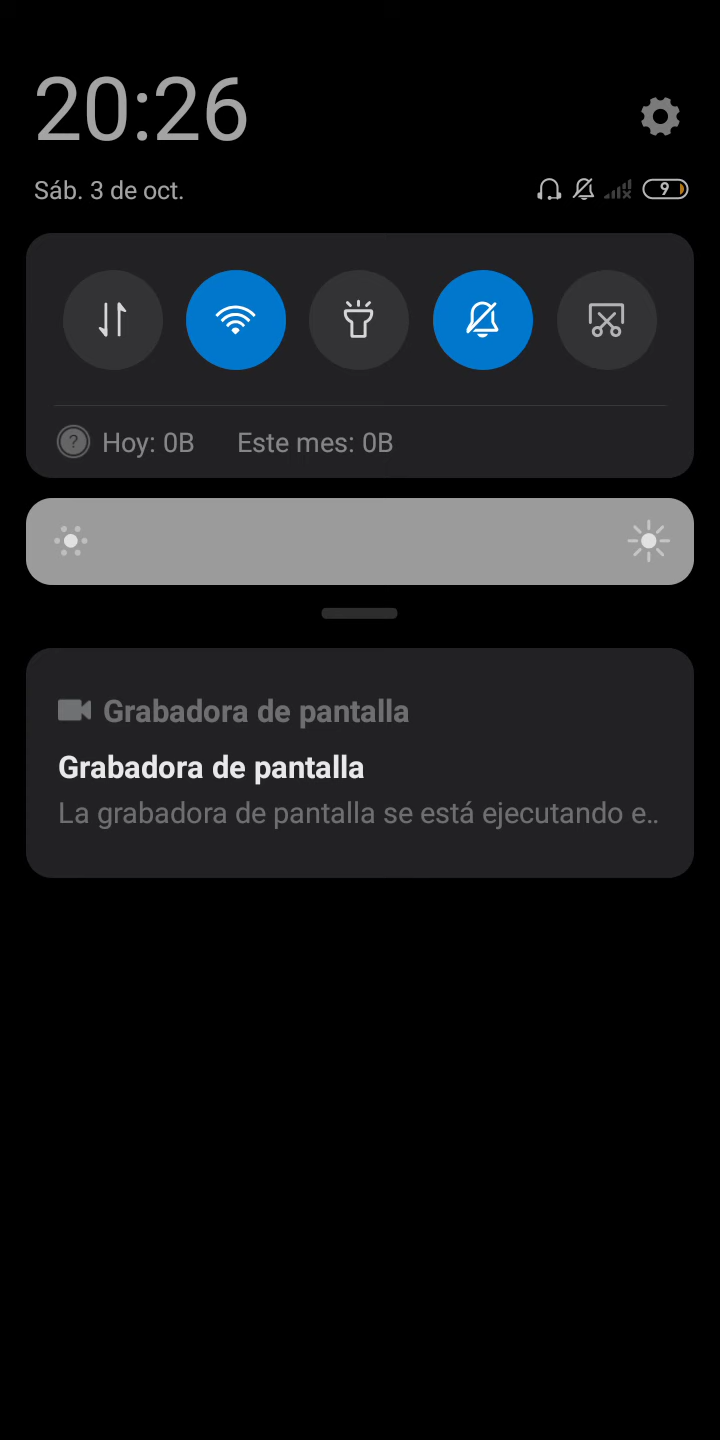 20:26
Sáb. 3 de oct.
9
Hoy: 0B Este mes: 0B
Grabadora de pantalla
Grabadora de pantalla
La grabadora de pantalla se está ejecutando e..